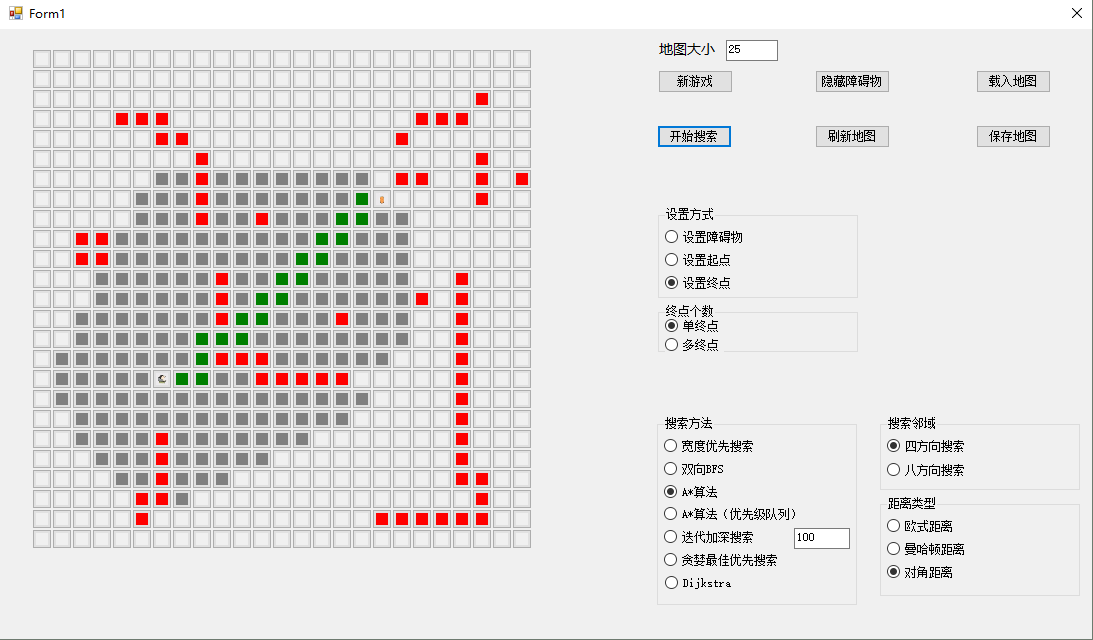 Form1
地图大小 25
新游戏 隐藏障碍物 载入地图
开始搜索 刷新地图 保存地图
设置方式
设置障碍物
设置起点
设置终点
终点个数
单终点
多终点
搜索方法
宽度优先搜索
双向BFS
A*算法
A*算法（优先级队列）
迭代加深搜索 100
贪婪最佳优先搜索
Dijkstra
搜索邻域
四方向搜索
八方向搜索
距离类型
欧式距离
曼哈顿距离
对角距离